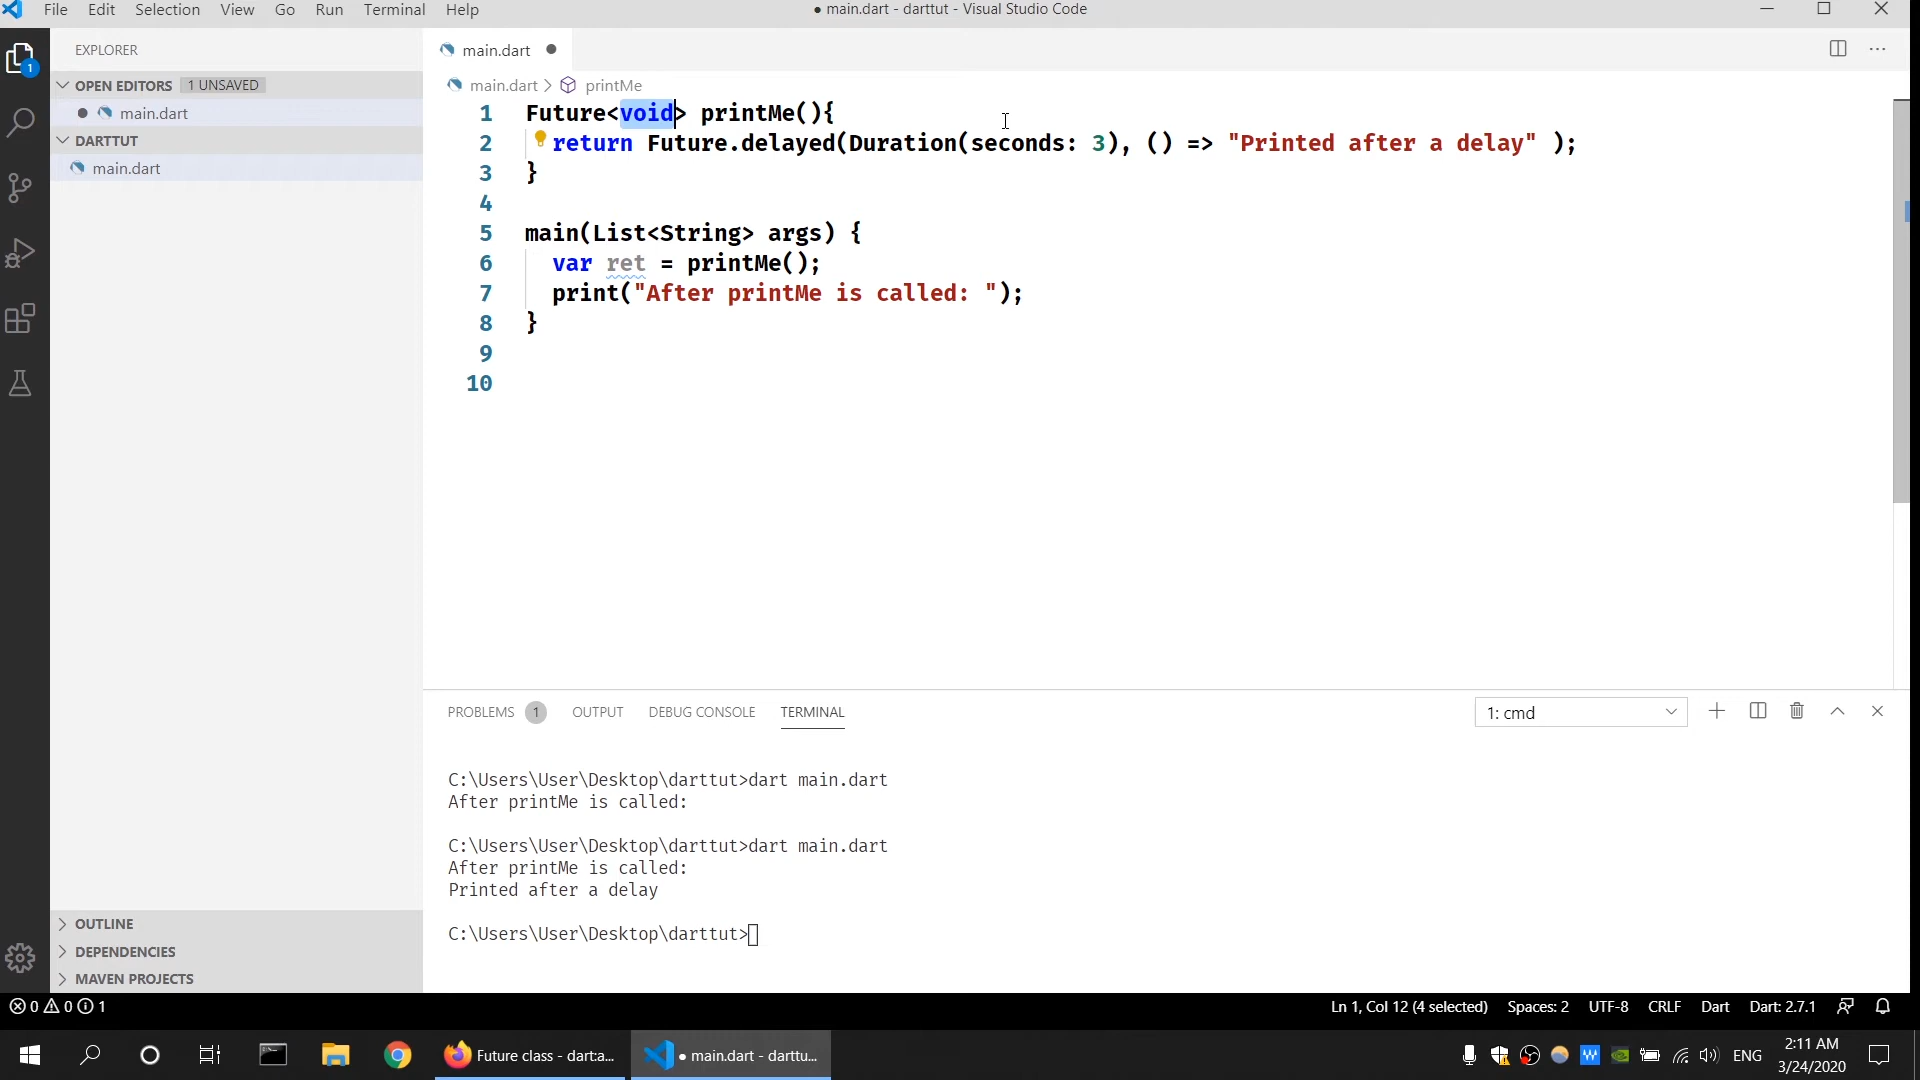 File Edit Selection View Go Run Terminal Help
● main.dart - darttut - Visual Studio Code
EXPLORER
main.dart ●
1
OPEN EDITORS 1 UNSAVED
● main.dart
DARTTUT
main.dart
main.dart > printMe
1 Future<void> printMe(){
2 return Future.delayed(Duration(seconds: 3), () => "Printed after a delay" );
3 }
4
5 main(List<String> args) {
6 var ret = printMe();
7 print("After printMe is called: ");
8 }
9
10
PROBLEMS 1 OUTPUT DEBUG CONSOLE TERMINAL
1: cmd
C:\Users\User\Desktop\darttut>dart main.dart
After printMe is called:
C:\Users\User\Desktop\darttut>dart main.dart
After printMe is called:
Printed after a delay
C:\Users\User\Desktop\darttut>
OUTLINE
DEPENDENCIES
MAVEN PROJECTS
0 0 1
Ln 1, Col 12 (4 selected) Spaces: 2 UTF-8 CRLF Dart Dart: 2.7.1
Future class - dart:a...
● main.dart - darttu...
ENG
2:11 AM
3/24/2020